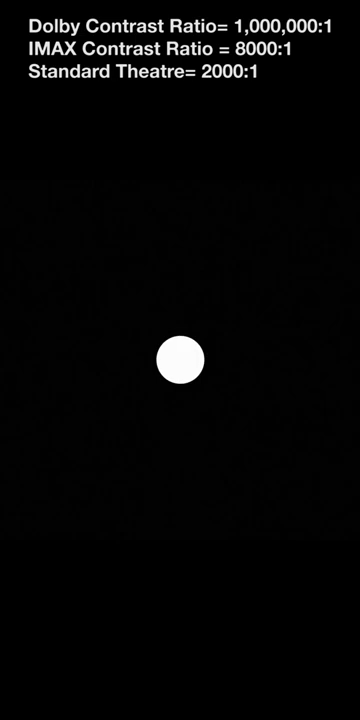 Dolby Contrast Ratio= 1,000,000:1
IMAX Contrast Ratio = 8000:1
Standard Theatre= 2000:1